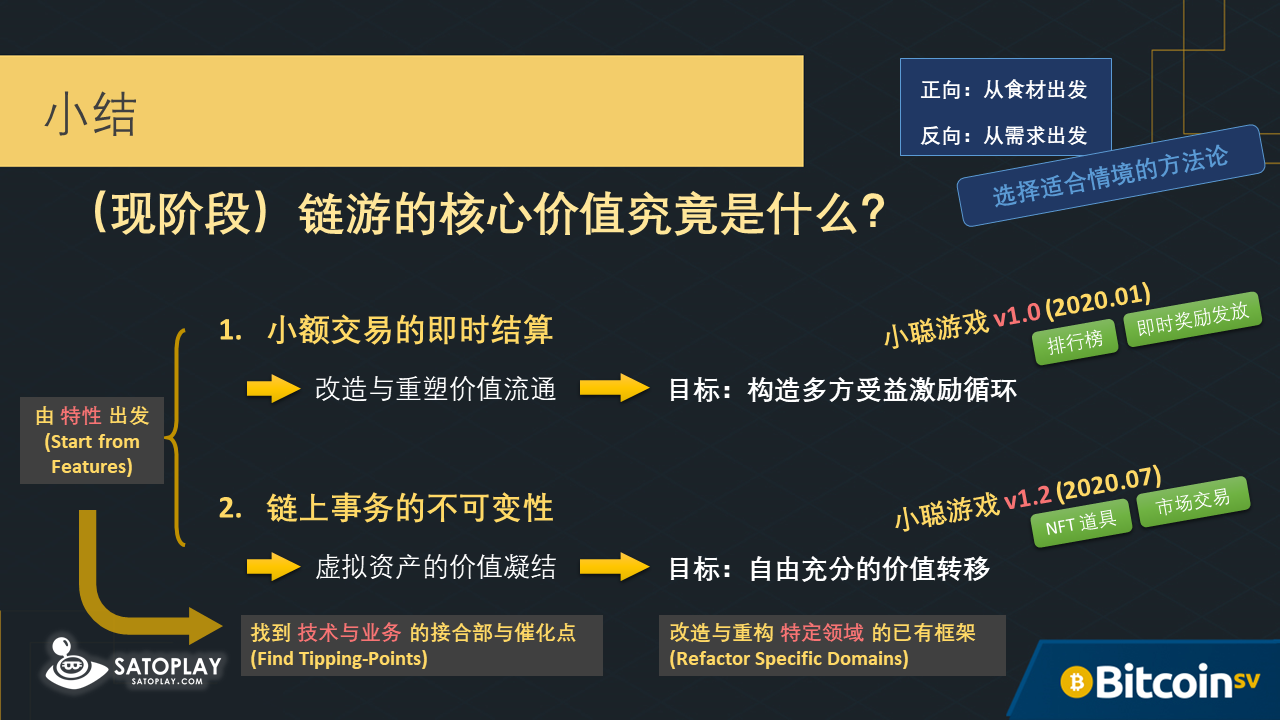 小结
正向：从食材出发
反向：从需求出发
选择适合情境的方法论
（现阶段）链游的核心价值究竟是什么？
1. 小额交易的即时结算
小聪游戏 v1.0 (2020.01)
排行榜
即时奖励发放
改造与重塑价值流通
目标：构造多方受益激励循环
由 特性 出发
(Start from
Features)
2. 链上事务的不可变性
小聪游戏 v1.2 (2020.07)
NFT 道具
市场交易
虚拟资产的价值凝结
目标：自由充分的价值转移
找到 技术与业务 的接合部与催化点
(Find Tipping-Points)
改造与重构 特定领域 的已有框架
(Refactor Specific Domains)
SATOPLAY
SATOPLAY.COM
Bitcoin SV